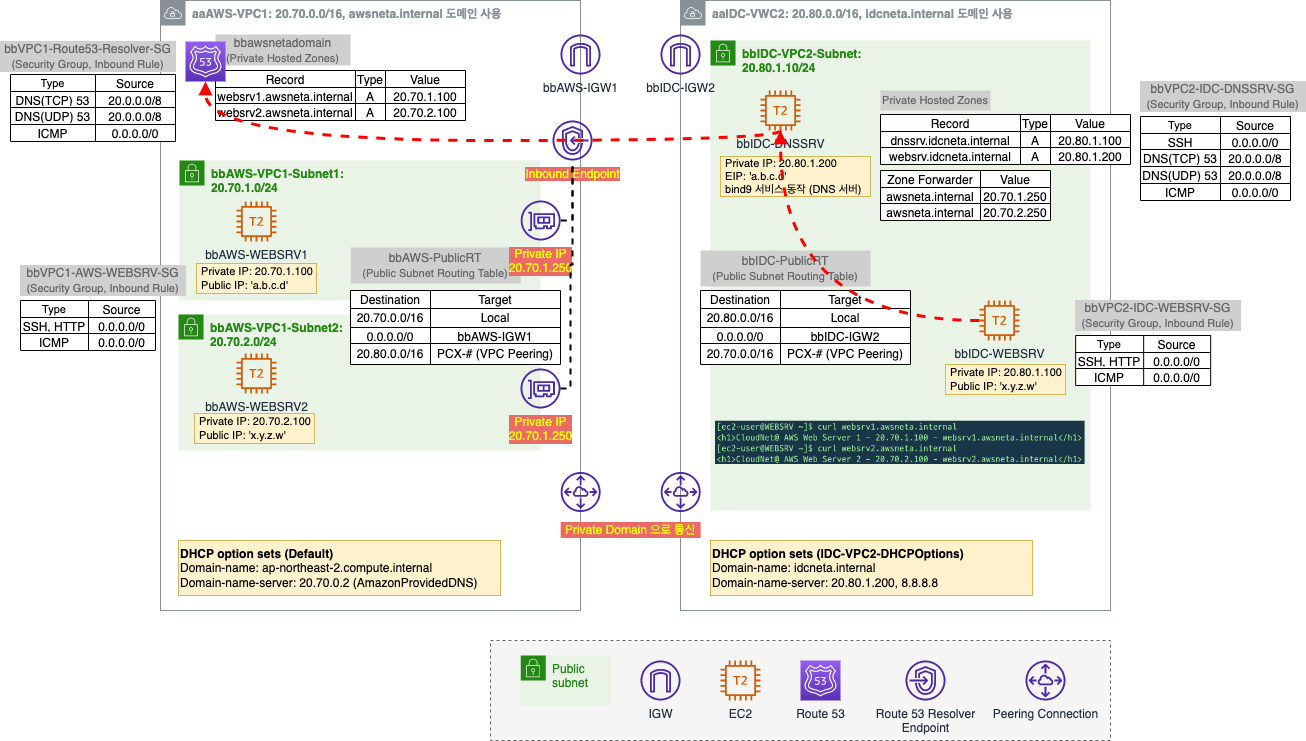 aaAWS-VPC1: 20.70.0.0/16, awsneta.internal 도메인 사용
bbVPC1-Route53-Resolver-SG
(Security Group, Inbound Rule)
Type Source
DNS(TCP) 53 20.0.0.0/8
DNS(UDP) 53 20.0.0.0/8
ICMP 0.0.0.0/0
53
bbawsnetadomain
(Private Hosted Zones)
Record Type Value
websrv1.awsneta.internal A 20.70.1.100
websrv2.awsneta.internal A 20.70.2.100
bbAWS-IGW1
Inbound Endpoint
bbAWS-VPC1-Subnet1:
20.70.1.0/24
T2
bbAWS-WEBSRV1
Private IP: 20.70.1.100
Public IP: 'a.b.c.d'
bbAWS-PublicRT
(Public Subnet Routing Table)
Destination Target
20.70.0.0/16 Local
0.0.0.0/0 bbAWS-IGW1
20.80.0.0/16 PCX-# (VPC Peering)
Private IP
20.70.1.250
bbVPC1-AWS-WEBSRV-SG
(Security Group, Inbound Rule)
Type Source
SSH, HTTP 0.0.0.0/0
ICMP 0.0.0.0/0
bbAWS-VPC1-Subnet2:
20.70.2.0/24
T2
bbAWS-WEBSRV2
Private IP: 20.70.2.100
Public IP: 'x.y.z.w'
Private IP
20.70.1.250
Private Domain 으로 통신
DHCP option sets (Default)
Domain-name: ap-northeast-2.compute.internal
Domain-name-server: 20.70.0.2 (AmazonProvidedDNS)
aaIDC-VWC2: 20.80.0.0/16, idcneta.internal 도메인 사용
bbIDC-IGW2
bbIDC-VPC2-Subnet:
20.80.1.10/24
T2
bbIDC-DNSSRV
Private IP: 20.80.1.200
EIP: 'a.b.c.d'
bind9 서비스 동작 (DNS 서버)
Private Hosted Zones
Record Type Value
dnssrv.idcneta.internal A 20.80.1.100
websrv.idcneta.internal A 20.80.1.200
Zone Forwarder Value
awsneta.internal 20.70.1.250
awsneta.internal 20.70.2.250
bbVPC2-IDC-DNSSRV-SG
(Security Group, Inbound Rule)
Type Source
SSH 0.0.0.0/0
DNS(TCP) 53 20.0.0.0/8
DNS(UDP) 53 20.0.0.0/8
ICMP 0.0.0.0/0
bbIDC-PublicRT
(Public Subnet Routing Table)
Destination Target
20.80.0.0/16 Local
0.0.0.0/0 bbIDC-IGW2
20.70.0.0/16 PCX-# (VPC Peering)
T2
bbIDC-WEBSRV
Private IP: 20.80.1.100
Public IP: 'x.y.z.w'
bbVPC2-IDC-WEBSRV-SG
(Security Group, Inbound Rule)
Type Source
SSH, HTTP 0.0.0.0/0
ICMP 0.0.0.0/0
[ec2-user@WEBSRV ~]$ curl websrv1.awsneta.internal
<h1>CloudNet@ AWS Web Server 1 - 20.70.1.100 - websrv1.awsneta.internal</h1>
[ec2-user@WEBSRV ~]$ curl websrv2.awsneta.internal
<h1>CloudNet@ AWS Web Server 2 - 20.70.2.100 - websrv2.awsneta.internal</h1>
DHCP option sets (IDC-VPC2-DHCPOptions)
Domain-name: idcneta.internal
Domain-name-server: 20.80.1.200, 8.8.8.8
Public
subnet
IGW
T2
EC2
53
Route 53
Route 53 Resolver
Endpoint
Peering Connection